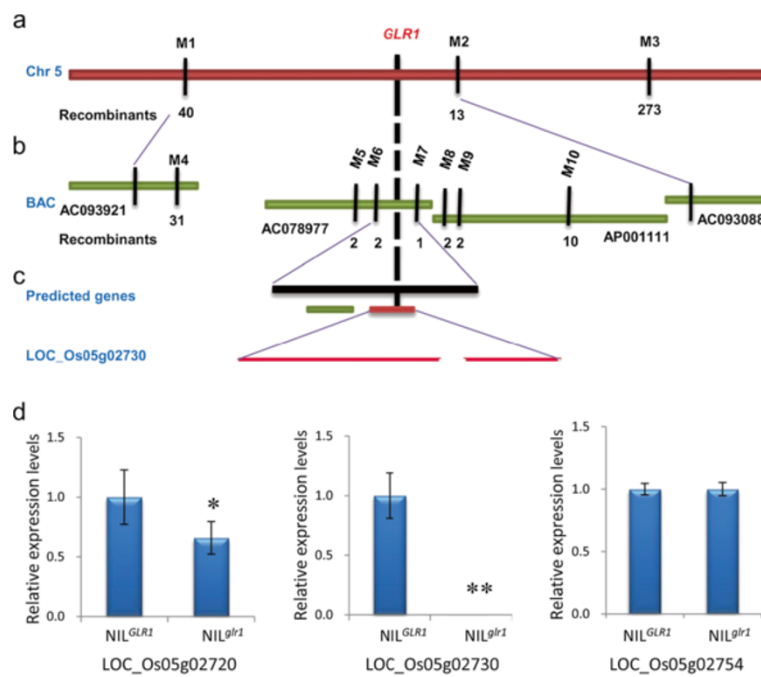 a
GLR1
M1
M2
M3
Chr 5
Recombinants
40
13
273
b
M4
M5
M6
M7
M8
M9
M10
BAC
AC093921
AC078977
AP001111
AC093088
Recombinants
31
2
2
1
2
2
10
c
Predicted genes
LOC_Os05g02730
d
Relative expression levels
1.5
1.0
0.5
0.0
*
NIL^GLR1
NIL^glr1
LOC_Os05g02720
Relative expression levels
1.5
1.0
0.5
0.0
**
NIL^GLR1
NIL^glr1
LOC_Os05g02730
Relative expression levels
1.5
1.0
0.5
0.0
NIL^GLR1
NIL^glr1
LOC_Os05g02754